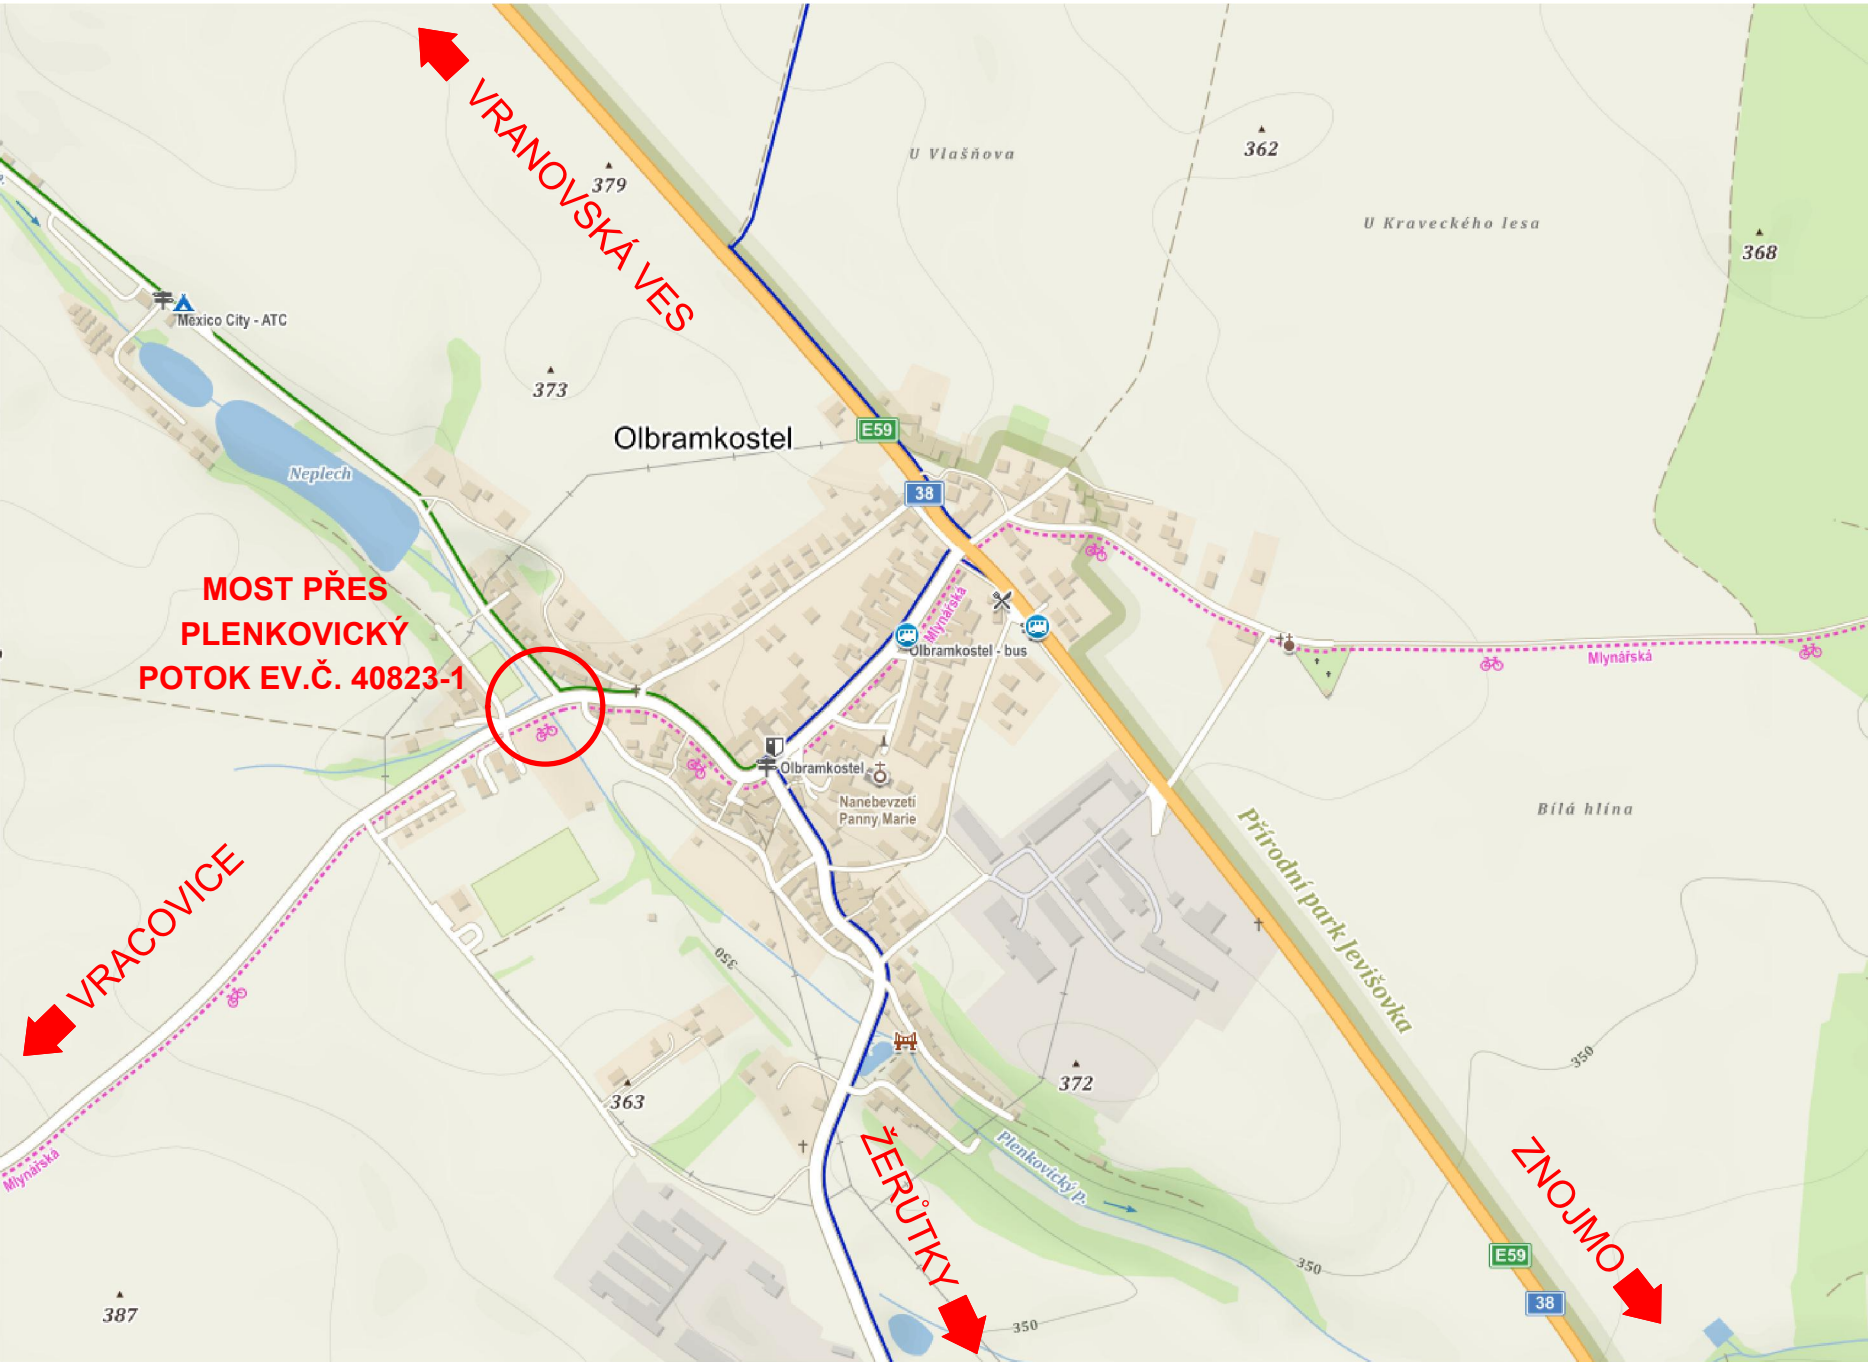 VRANOVSKÁ VES
379
U Vlašňova
362
U Kraveckého lesa
368
Mexico City - ATC
373
Olbramkostel
E59
Neplech
38
MOST PŘES
PLENKOVICKÝ
POTOK EV.Č. 40823-1
Mlynářská
Olbramkostel - bus
Mlynářská
Olbramkostel
Nanebevzetí
Panny Marie
Přírodní park Jevišovka
Bílá hlína
VRACOVICE
350
350
372
363
Mlynářská
ŽERŮTKY
Plenkovický p.
ZNOJMO
350
E59
38
387
350